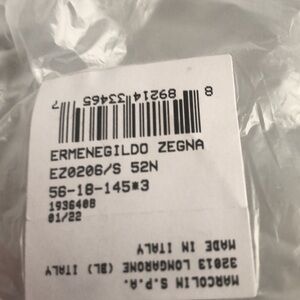 8 89214 33465 7
ERMENEGILDO ZEGNA
EZ0206/S 52N
56-18-145*3
1936408
01/22
MARCOLIN S.P.A.
32013 LONGARONE (BL) ITALY
MADE IN ITALY